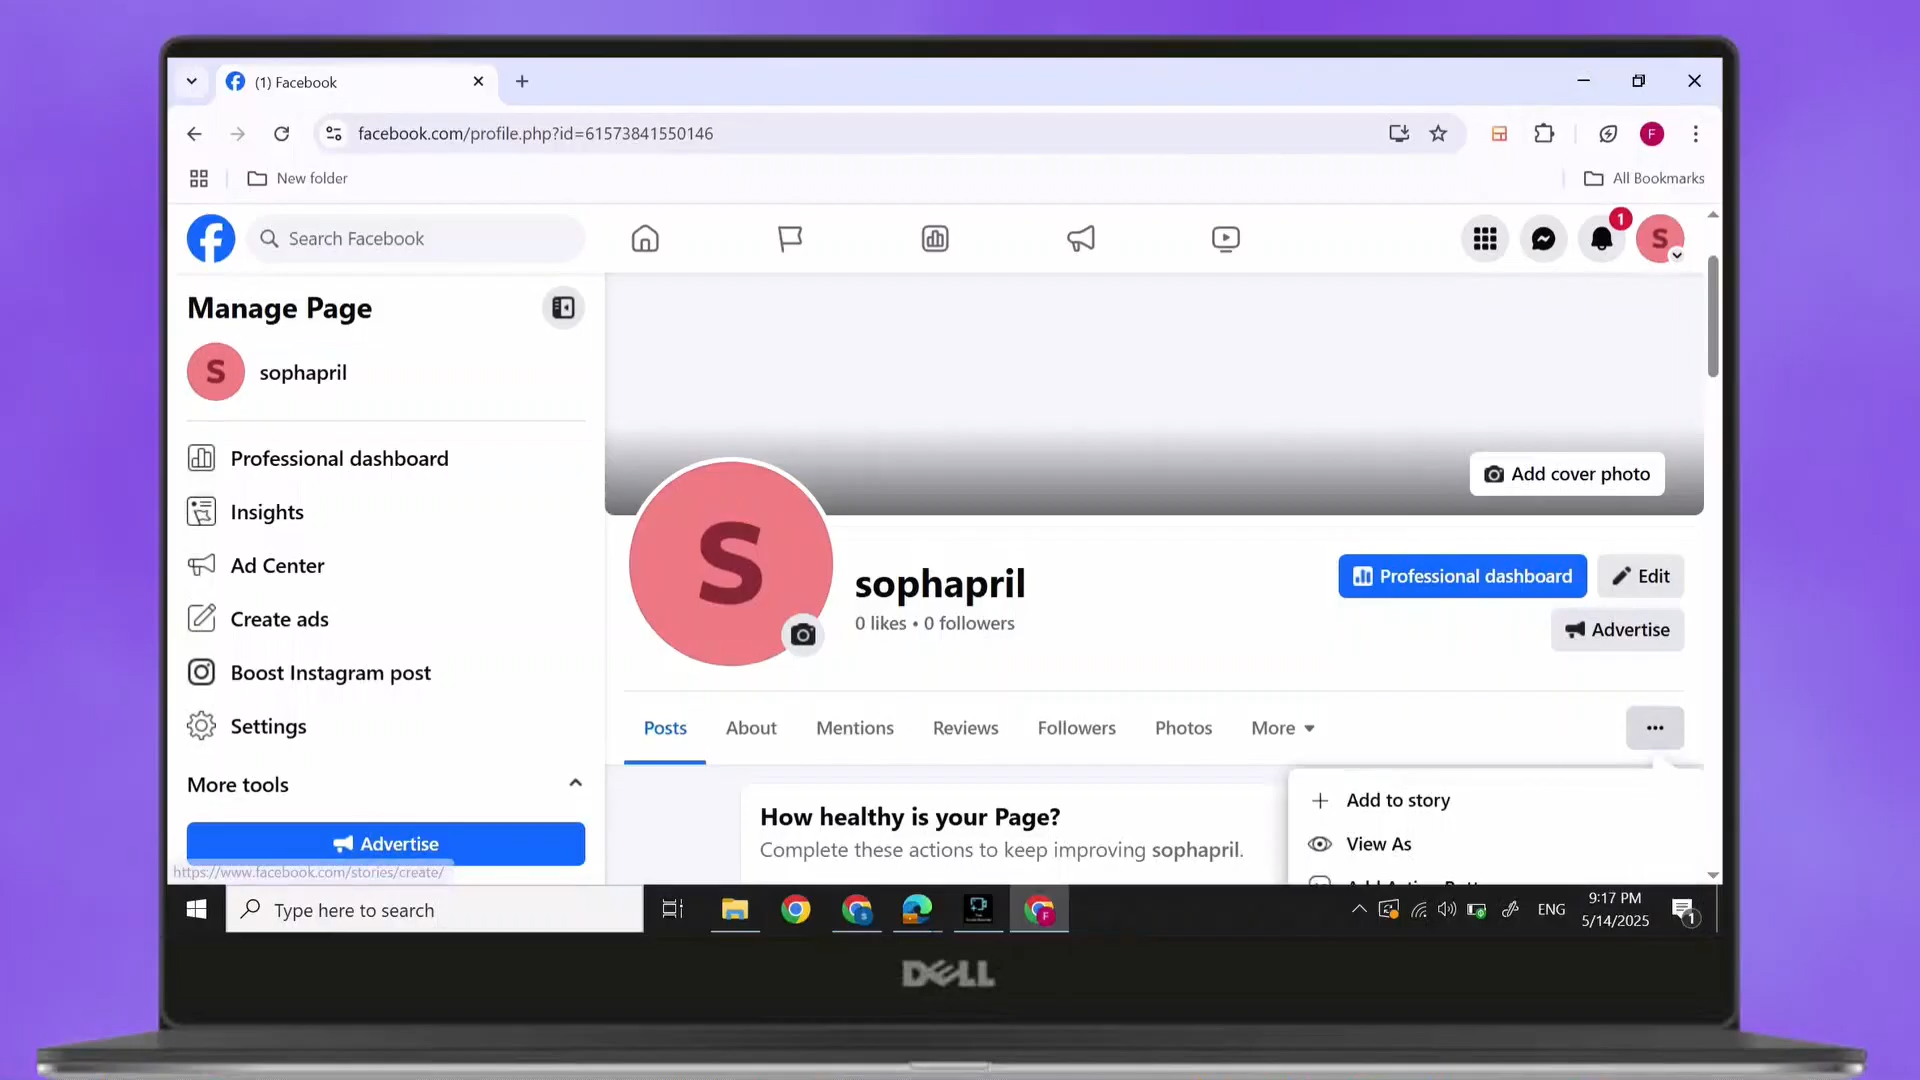 (1) Facebook
facebook.com/profile.php?id=61573841550146
F
New folder
All Bookmarks
Search Facebook
1
S
Manage Page
S
sophapril
Professional dashboard
Insights
Ad Center
Create ads
Boost Instagram post
Settings
More tools
Advertise
https://www.facebook.com/stories/create/
Add cover photo
S
sophapril
0 likes • 0 followers
Professional dashboard
Edit
Advertise
Posts
About
Mentions
Reviews
Followers
Photos
More
How healthy is your Page?
Complete these actions to keep improving sophapril.
Add to story
View As
Type here to search
ENG
9:17 PM
5/14/2025
1
DELL